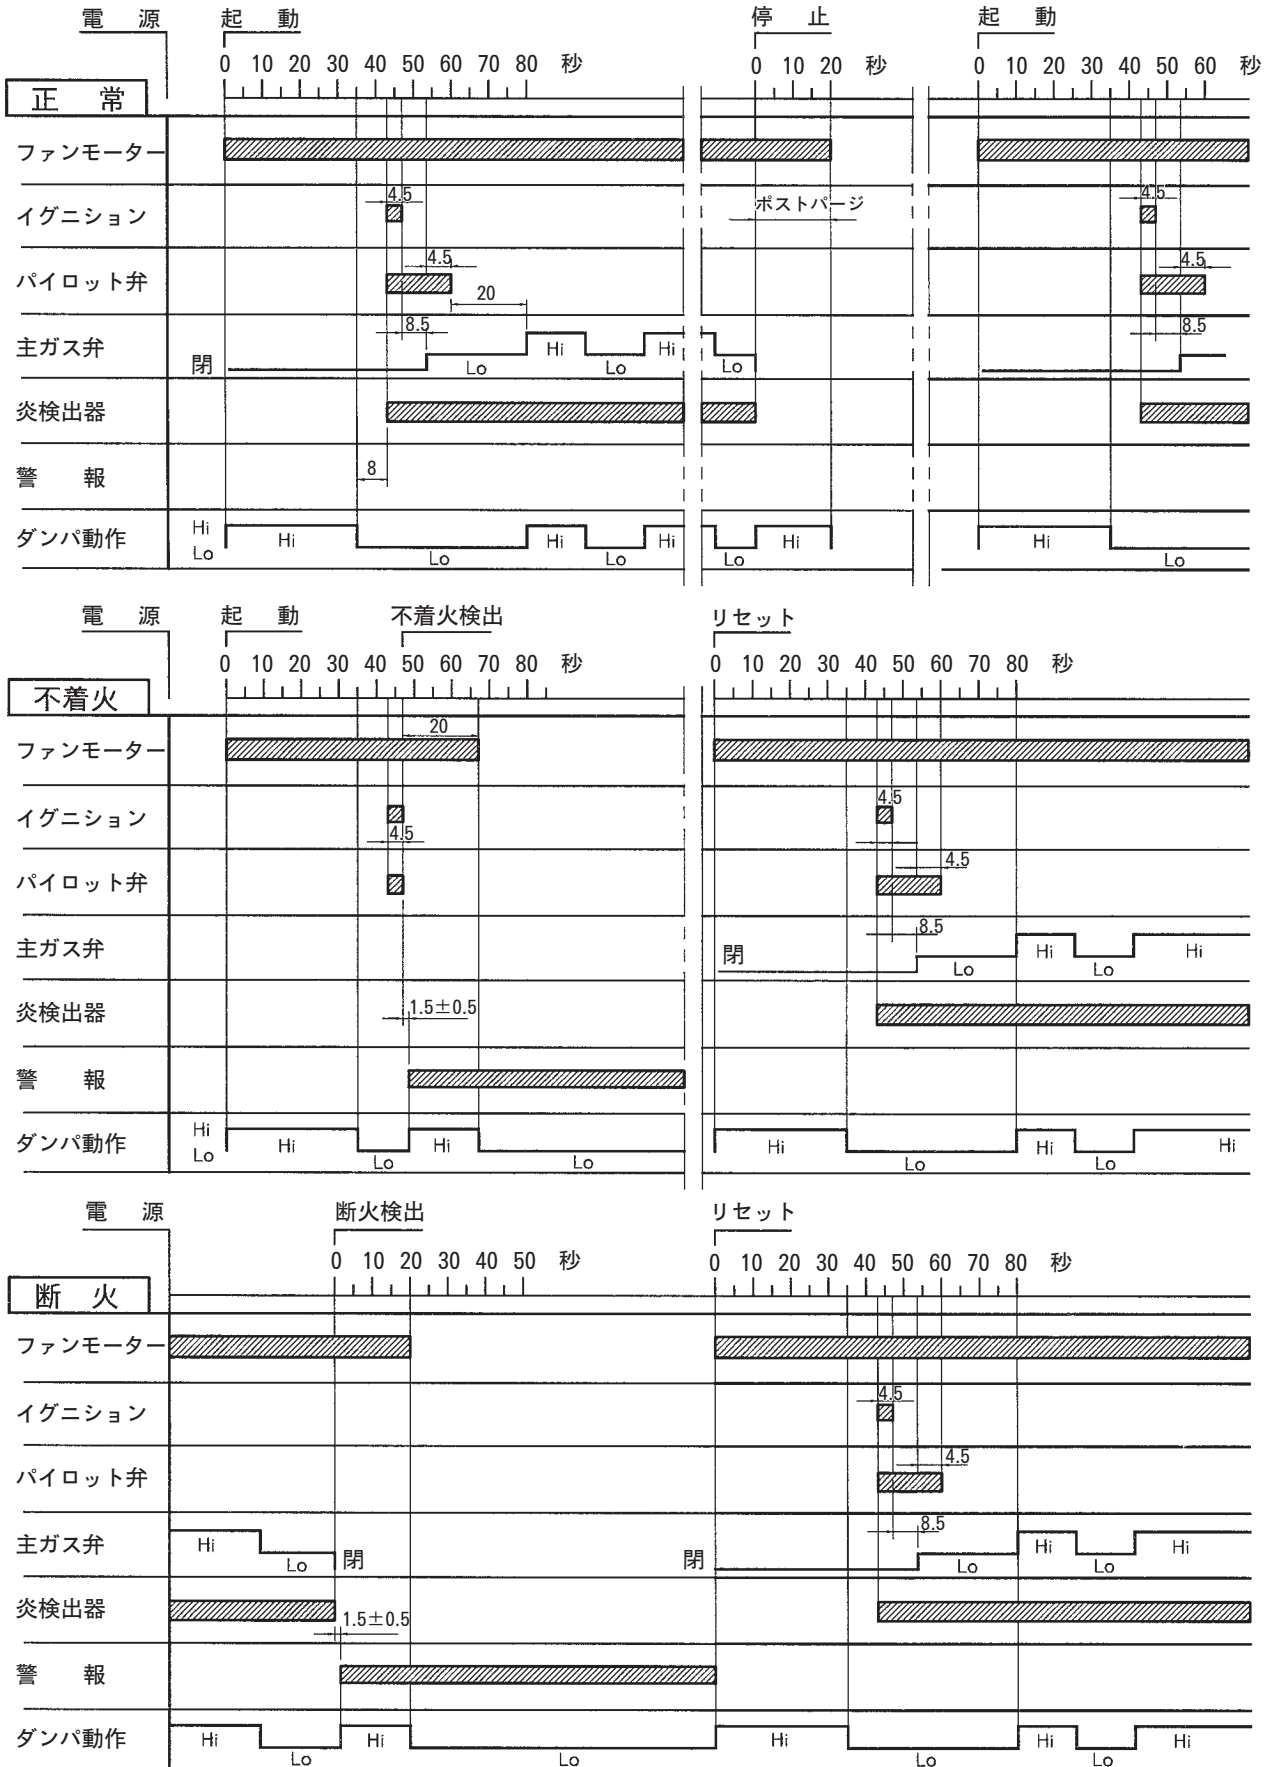 電 源 起 動 停 止 起 動
0 10 20 30 40 50 60 70 80 秒 0 10 20 秒 0 10 20 30 40 50 60 秒
正 常
ファンモーター
イグニション 4.5 ポストパージ 4.5
パイロット弁 4.5 4.5
20
主ガス弁 閉 8.5 Lo Hi Lo Hi Lo 8.5
炎検出器
警 報 8
ダンパ動作 Hi Lo Hi Lo Hi Lo Hi Lo Hi Hi Lo
電 源 起 動 不着火検出 リセット
0 10 20 30 40 50 60 70 80 秒 0 10 20 30 40 50 60 70 80 秒
不着火
ファンモーター 20
イグニション 4.5 4.5
パイロット弁 4.5
主ガス弁 閉 8.5 Lo Hi Lo Hi
炎検出器 1.5±0.5
警 報
ダンパ動作 Hi Lo Hi Lo Hi Lo Hi Lo Hi Lo Hi
電 源 断火検出 リセット
0 10 20 30 40 50 秒 0 10 20 30 40 50 60 70 80 秒
断 火
ファンモーター
イグニション 4.5
パイロット弁 4.5
主ガス弁 Hi Lo 閉 閉 8.5 Lo Hi Lo Hi
炎検出器 1.5±0.5
警 報
ダンパ動作 Hi Lo Hi Lo Hi Lo Hi Lo Hi